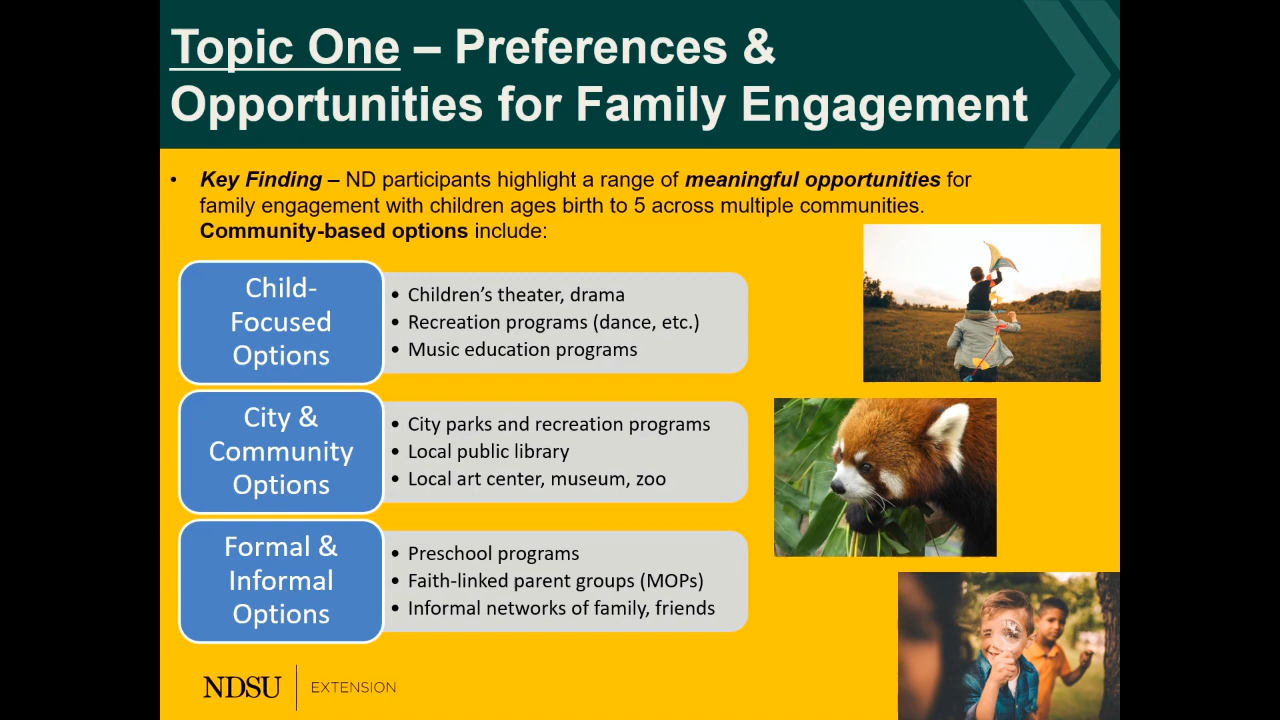 Topic One – Preferences &
Opportunities for Family Engagement
• Key Finding – ND participants highlight a range of meaningful opportunities for
family engagement with children ages birth to 5 across multiple communities.
Community-based options include:
Child-
Focused
Options
• Children’s theater, drama
• Recreation programs (dance, etc.)
• Music education programs
City &
Community
Options
• City parks and recreation programs
• Local public library
• Local art center, museum, zoo
Formal &
Informal
Options
• Preschool programs
• Faith-linked parent groups (MOPs)
• Informal networks of family, friends
NDSU EXTENSION